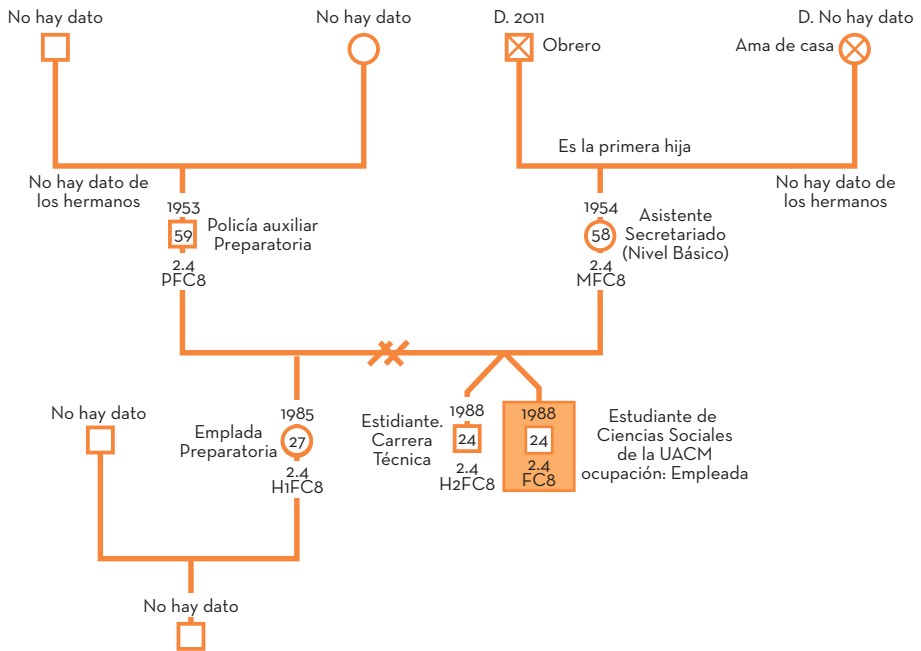 No hay dato
No hay dato
D. 2011
D. No hay dato
Obrero
Ama de casa
Es la primera hija
No hay dato de
los hermanos
No hay dato de
los hermanos
1953
59
2.4
PFC8
Policía auxiliar
Preparatoria
1954
58
2.4
MFC8
Asistente
Secretariado
(Nivel Básico)
No hay dato
Emplada
Preparatoria
1985
27
2.4
H1FC8
Estidiante.
Carrera
Técnica
1988
24
2.4
H2FC8
1988
24
2.4
FC8
Estudiante de
Ciencias Sociales
de la UACM
ocupación: Empleada
No hay dato